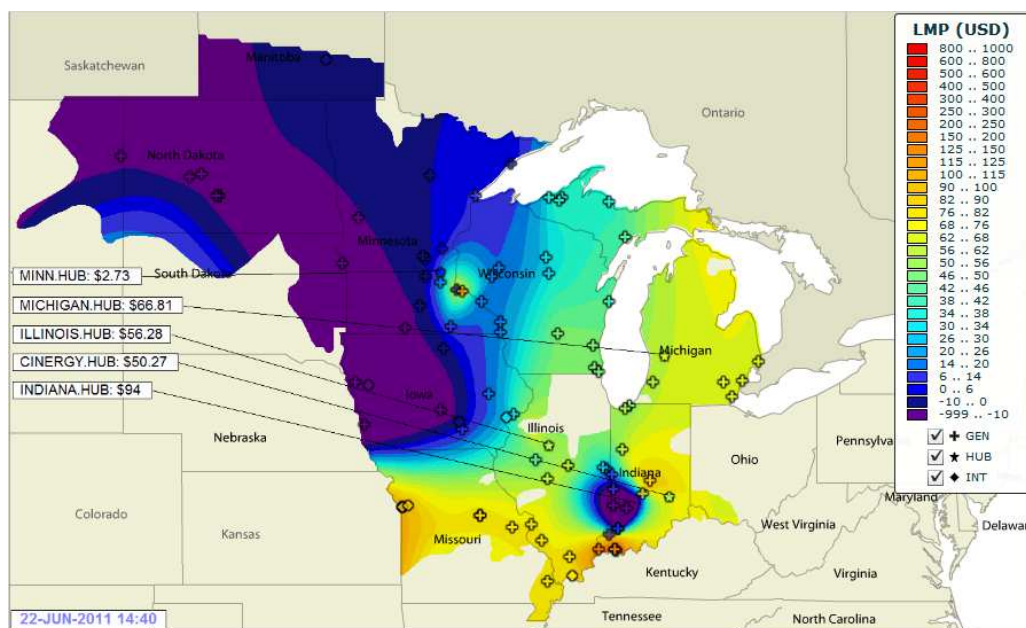 LMP (USD)
800 .. 1000
600 .. 800
500 .. 600
400 .. 500
300 .. 400
250 .. 300
200 .. 250
150 .. 200
125 .. 150
115 .. 125
100 .. 115
90 .. 100
82 .. 90
76 .. 82
68 .. 76
62 .. 68
56 .. 62
50 .. 56
46 .. 50
42 .. 46
38 .. 42
34 .. 38
30 .. 34
26 .. 30
20 .. 26
14 .. 20
6 .. 14
0 .. 6
-10 .. 0
-999 .. -10
GEN
HUB
INT
Saskatchewan
Manitoba
Ontario
North Dakota
Minnesota
South Dakota
Wisconsin
MINN.HUB: $2.73
MICHIGAN.HUB: $66.81
ILLINOIS.HUB: $56.28
CINERGY.HUB: $50.27
INDIANA.HUB: $94
Michigan
Iowa
Nebraska
Illinois
Indiana
Ohio
Pennsylva
Maryland
Delawar
Colorado
Kansas
Missouri
West Virginia
Kentucky
Virginia
Tennessee
North Carolina
22-JUN-2011 14:40